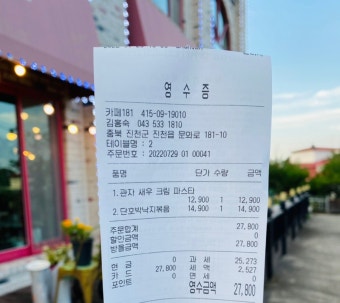 영 수 증
카페181 415-09-19010
김홍숙 043 533 1810
충북 진천군 진천읍 문화로 181-10
테이블명 : 2
주문번호 : 20220729 01 00041
품명 단가 수량 금액
1. 관자 새우 크림 파스타
12,900 1 12,900
2. 단호박낙지볶음
14,900 1 14,900
주문합계 27,800
할인금액 0
받을금액 27,800
현 금 0 과 세 25,273
카 드 27,800 세 액 2,527
포인트 0 면 세 0
영수금액 27,800